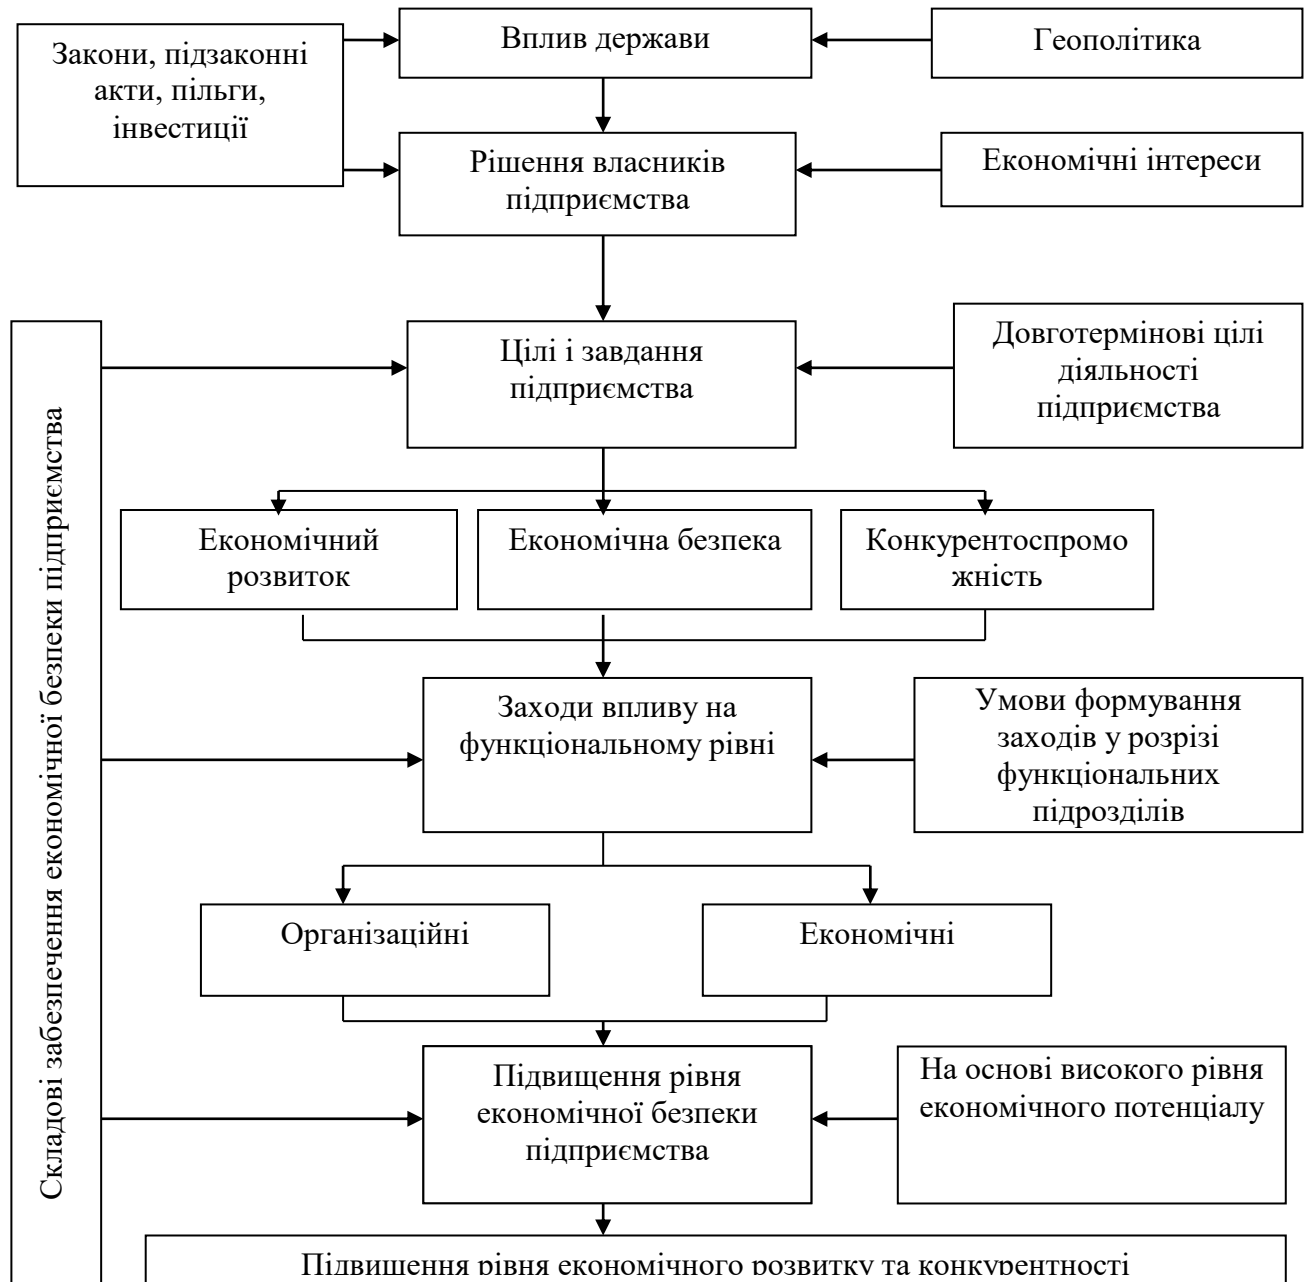 Закони, підзаконні
акти, пільги,
інвестиції
Вплив держави
Геополітика
Рішення власників
підприємства
Економічні інтереси
Складові забезпечення економічної безпеки підприємства
Цілі і завдання
підприємства
Довготермінові цілі
діяльності
підприємства
Економічний
розвиток
Економічна безпека
Конкурентоспромо
жність
Заходи впливу на
функціональному рівні
Умови формування
заходів у розрізі
функціональних
підрозділів
Організаційні
Економічні
Підвищення рівня
економічної безпеки
підприємства
На основі високого рівня
економічного потенціалу
Підвищення рівня економічного розвитку та конкурентності